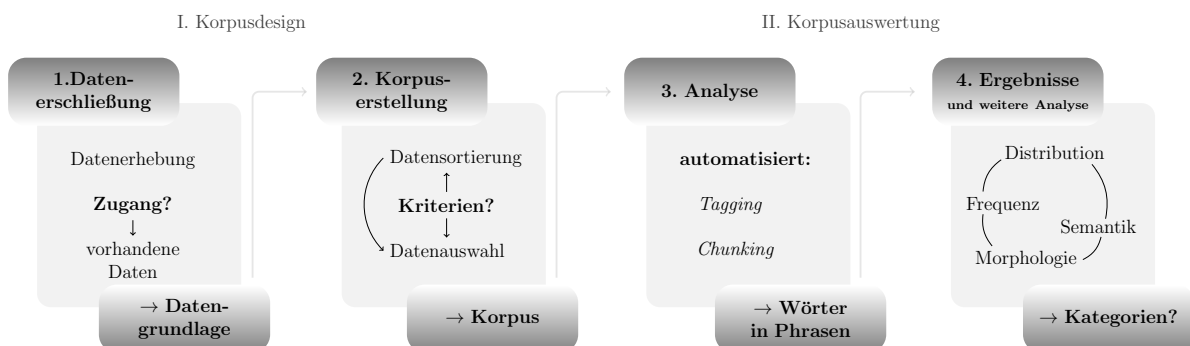 I. Korpusdesign
II. Korpusauswertung
1.Daten-
erschließung
Datenerhebung
Zugang?
↓
vorhandene
Daten
→ Daten-
grundlage
2. Korpus-
erstellung
Datensortierung
Kriterien?
Datenauswahl
→ Korpus
3. Analyse
automatisiert:
Tagging
Chunking
→ Wörter
in Phrasen
4. Ergebnisse
und weitere Analyse
Distribution
Frequenz
Semantik
Morphologie
→ Kategorien?